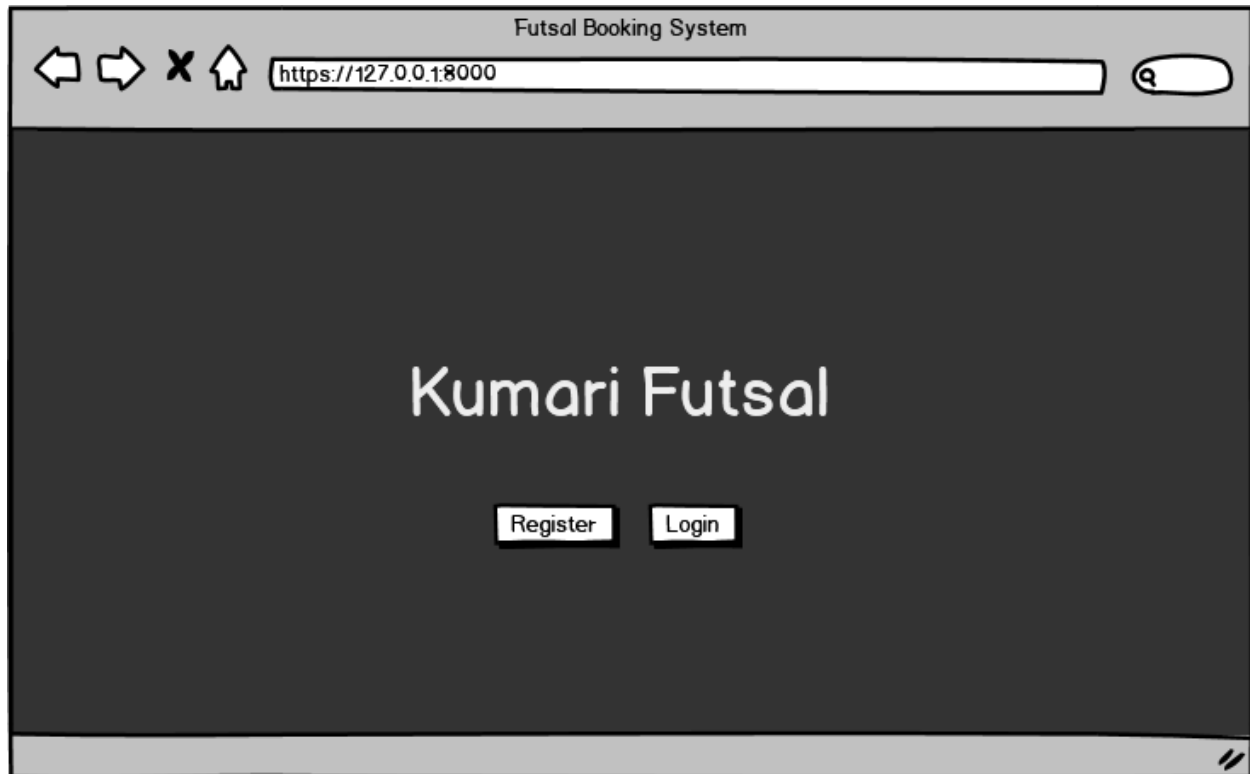 Futsal Booking System
https://127.0.0.1:8000
Kumari Futsal
Register Login